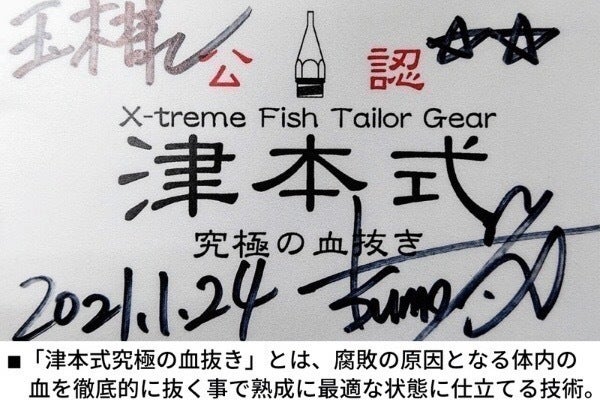 公認 ☆☆
X-treme Fish Tailor Gear
津本式
究極の血抜き
2021.1.24
■「津本式究極の血抜き」とは、腐敗の原因となる体内の
血を徹底的に抜く事で熟成に最適な状態に仕立てる技術。